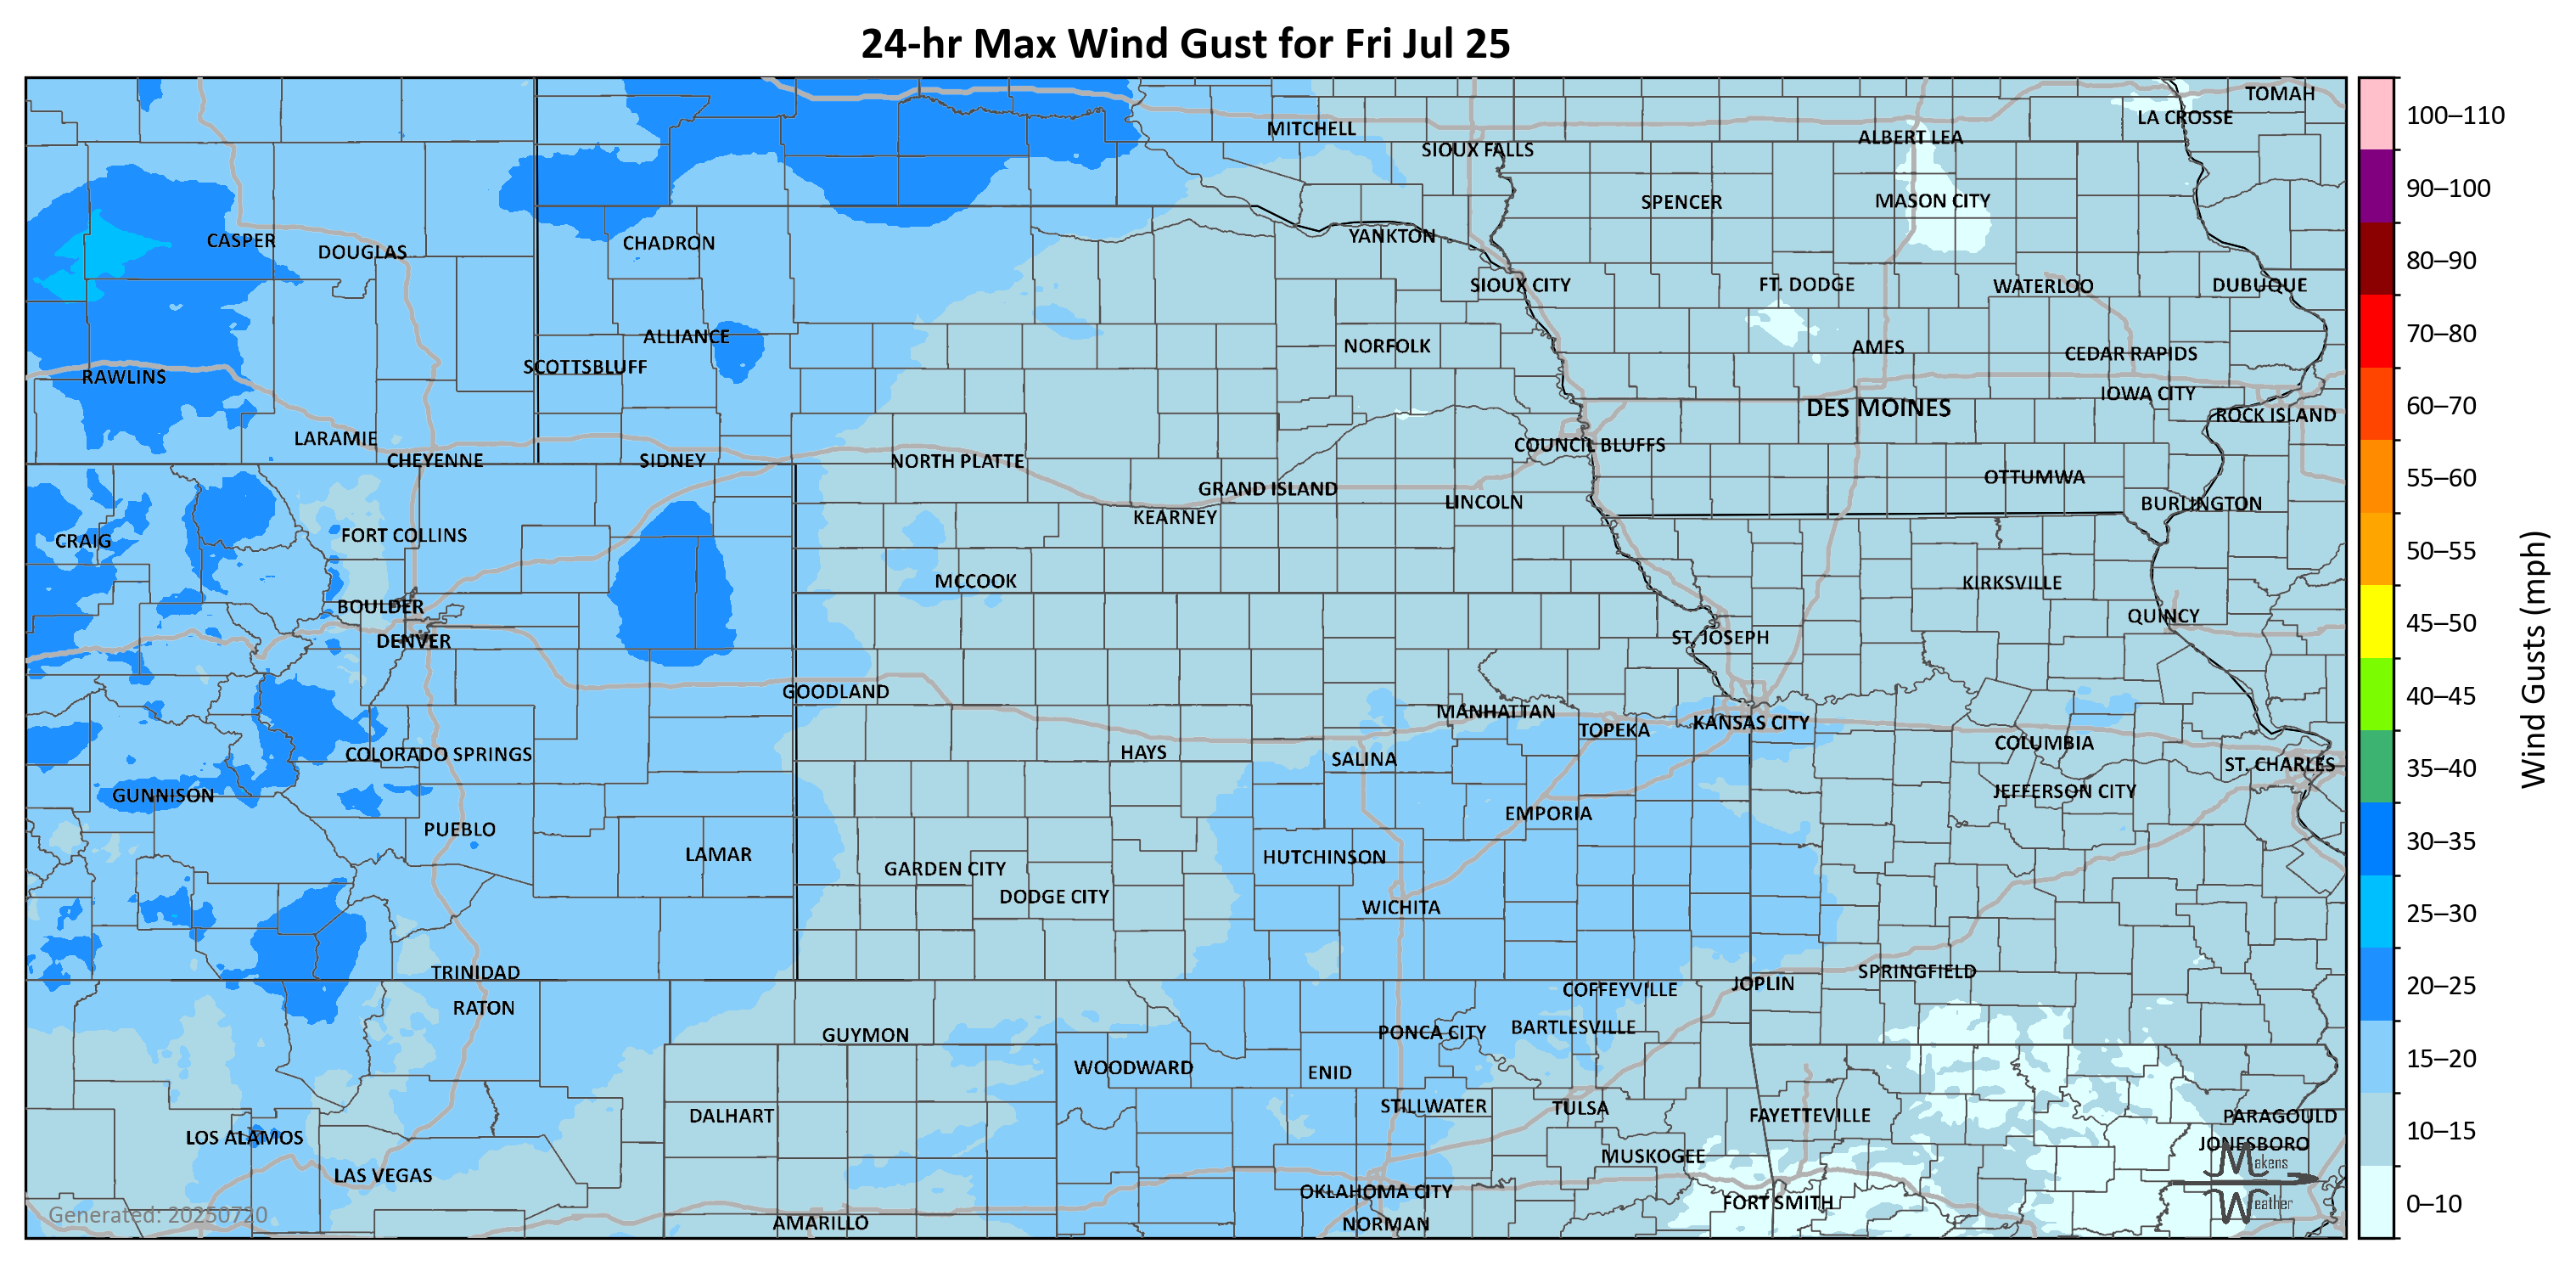 24-hr Max Wind Gust for Fri Jul 25
TOMAH
LA CROSSE
MITCHELL
ALBERT LEA
SIOUX FALLS
SPENCER
MASON CITY
CASPER
DOUGLAS
CHADRON
YANKTON
SIOUX CITY
FT. DODGE
WATERLOO
DUBUQUE
ALLIANCE
NORFOLK
AMES
CEDAR RAPIDS
SCOTTSBLUFF
RAWLINS
IOWA CITY
DES MOINES
ROCK ISLAND
LARAMIE
COUNCIL BLUFFS
CHEYENNE
SIDNEY
NORTH PLATTE
OTTUMWA
GRAND ISLAND
LINCOLN
BURLINGTON
KEARNEY
FORT COLLINS
CRAIG
MCCOOK
KIRKSVILLE
BOULDER
QUINCY
DENVER
ST. JOSEPH
GOODLAND
MANHATTAN
KANSAS CITY
TOPEKA
COLUMBIA
COLORADO SPRINGS
HAYS
SALINA
ST. CHARLES
GUNNISON
JEFFERSON CITY
EMPORIA
PUEBLO
LAMAR
HUTCHINSON
GARDEN CITY
DODGE CITY
WICHITA
TRINIDAD
SPRINGFIELD
JOPLIN
COFFEYVILLE
RATON
GUYMON
PONCA CITY
BARTLESVILLE
WOODWARD
ENID
STILLWATER
TULSA
DALHART
FAYETTEVILLE
PARAGOULD
LOS ALAMOS
JONESBORO
MUSKOGEE
LAS VEGAS
OKLAHOMA CITY
FORT SMITH
AMARILLO
NORMAN
Generated: 20250720
Makens
Weather
100–110
90–100
80–90
70–80
60–70
55–60
50–55
45–50
40–45
35–40
30–35
25–30
20–25
15–20
10–15
0–10
Wind Gusts (mph)